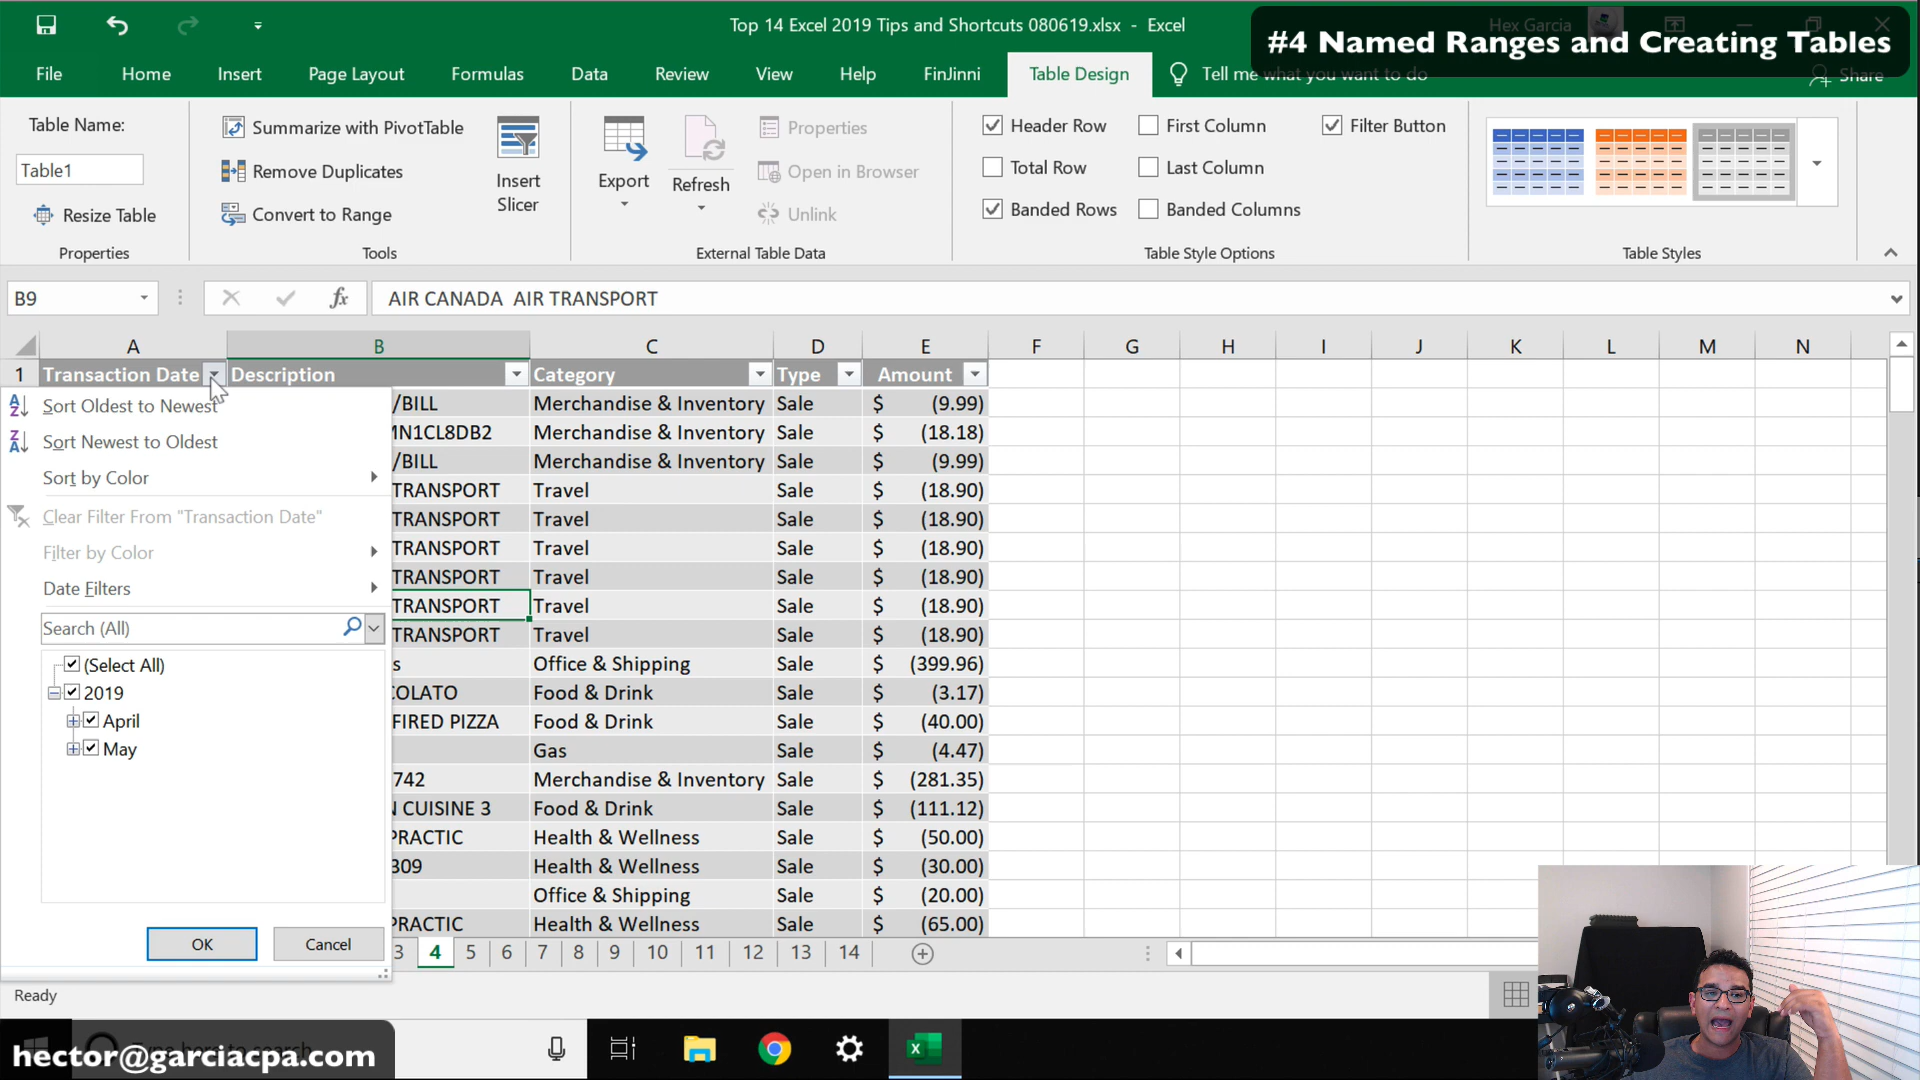 Top 14 Excel 2019 Tips and Shortcuts 080619.xlsx - Excel
Hex Garcia
#4 Named Ranges and Creating Tables
File Home Insert Page Layout Formulas Data Review View Help FinJinni Table Design Tell me what you want to do Share
Table Name:
Table1
Resize Table
Properties
Summarize with PivotTable
Remove Duplicates
Convert to Range
Tools
Insert
Slicer
Export
Refresh
Properties
Open in Browser
Unlink
External Table Data
Header Row First Column Filter Button
Total Row Last Column
Banded Rows Banded Columns
Table Style Options
Table Styles
B9 fx AIR CANADA AIR TRANSPORT
A B C D E F G H I J K L M N
1 Transaction Date Description Category Type Amount
/BILL Merchandise & Inventory Sale $ (9.99)
MN1CL8DB2 Merchandise & Inventory Sale $ (18.18)
/BILL Merchandise & Inventory Sale $ (9.99)
TRANSPORT Travel Sale $ (18.90)
TRANSPORT Travel Sale $ (18.90)
TRANSPORT Travel Sale $ (18.90)
TRANSPORT Travel Sale $ (18.90)
TRANSPORT Travel Sale $ (18.90)
TRANSPORT Travel Sale $ (18.90)
s Office & Shipping Sale $ (399.96)
COLATO Food & Drink Sale $ (3.17)
FIRED PIZZA Food & Drink Sale $ (40.00)
Gas Sale $ (4.47)
742 Merchandise & Inventory Sale $ (281.35)
N CUISINE 3 Food & Drink Sale $ (111.12)
PRACTIC Health & Wellness Sale $ (50.00)
309 Health & Wellness Sale $ (30.00)
Office & Shipping Sale $ (20.00)
PRACTIC Health & Wellness Sale $ (65.00)
Sort Oldest to Newest
Sort Newest to Oldest
Sort by Color
Clear Filter From "Transaction Date"
Filter by Color
Date Filters
Search (All)
(Select All)
2019
April
May
OK Cancel
3 4 5 6 7 8 9 10 11 12 13 14
Ready
hector@garciacpa.com